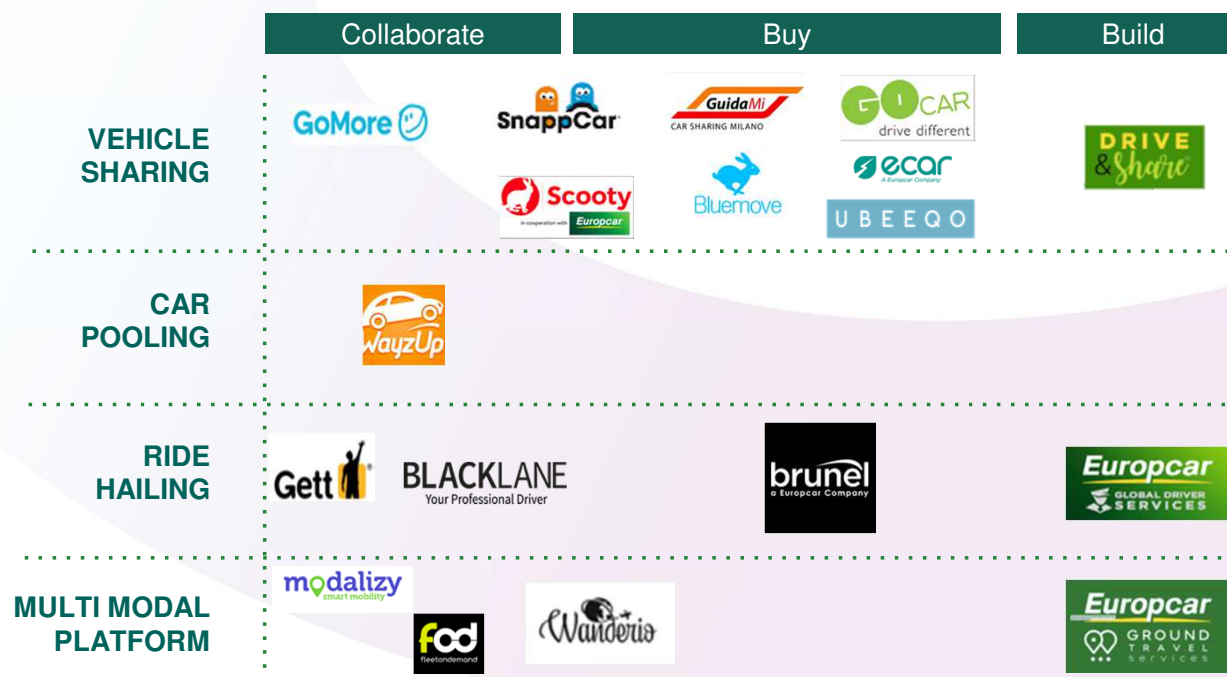 Collaborate
Buy
Build
VEHICLE
SHARING
GoMore
SnappCar
GuidaMi
CAR SHARING MILANO
GOCAR
drive different
DRIVE
&Share
Scooty
in cooperation with Europcar
Bluemove
ecar
A Europcar Company
UBEEQO
CAR
POOLING
WayzUp
RIDE
HAILING
Gett
BLACKLANE
Your Professional Driver
brunel
a Europcar Company
Europcar
GLOBAL DRIVER
SERVICES
MULTI MODAL
PLATFORM
modalizy
smart mobility
fod
fleetondemand
Wanderio
Europcar
GROUND
TRAVEL
services